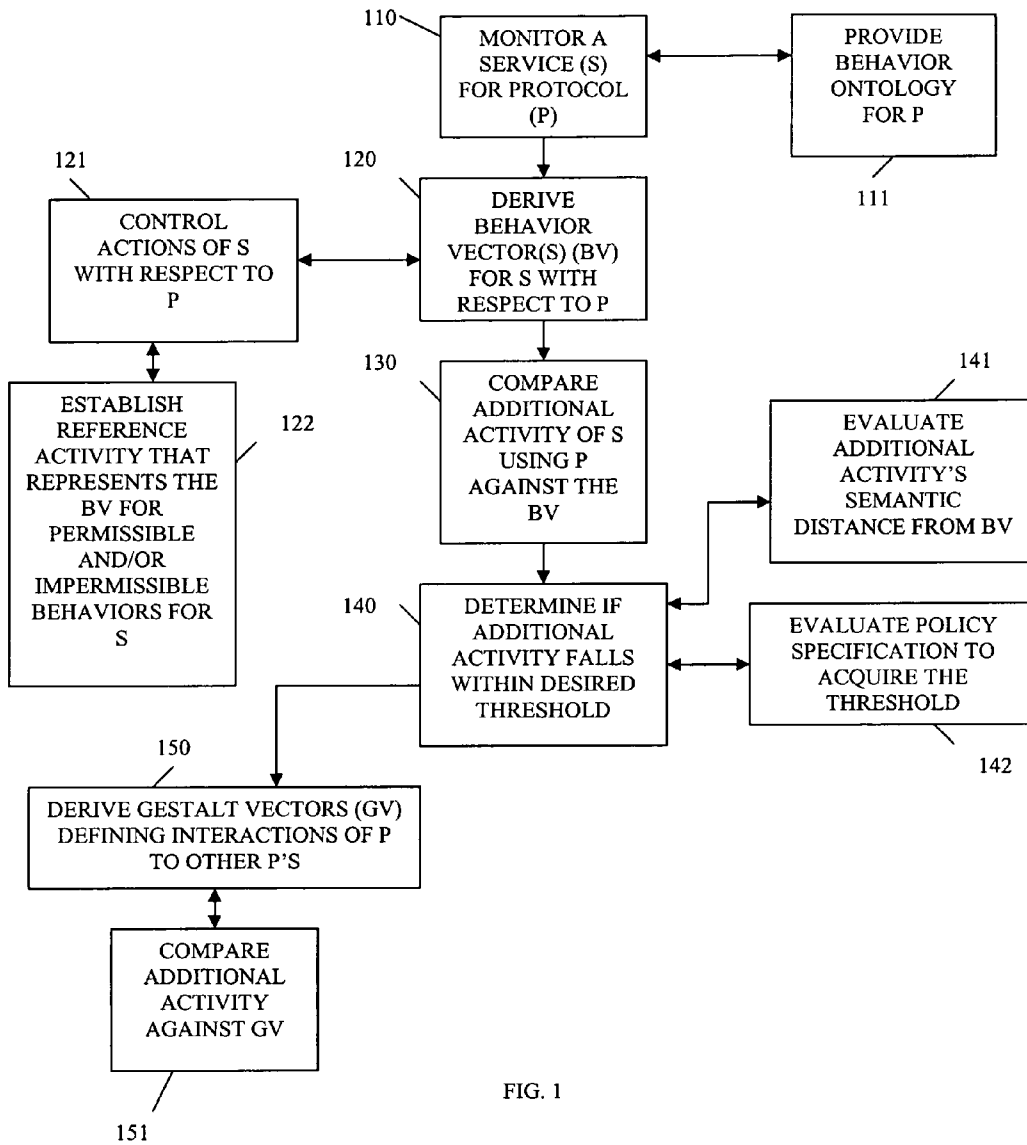 110
MONITOR A
SERVICE (S)
FOR PROTOCOL
(P)
PROVIDE
BEHAVIOR
ONTOLOGY
FOR P
111
121
CONTROL
ACTIONS OF S
WITH RESPECT TO
P
120
DERIVE
BEHAVIOR
VECTOR(S) (BV)
FOR S WITH
RESPECT TO P
ESTABLISH
REFERENCE
ACTIVITY THAT
REPRESENTS THE
BV FOR
PERMISSIBLE
AND/OR
IMPERMISSIBLE
BEHAVIORS FOR
S
122
130
COMPARE
ADDITIONAL
ACTIVITY OF S
USING P
AGAINST THE
BV
141
EVALUATE
ADDITIONAL
ACTIVITY'S
SEMANTIC
DISTANCE FROM BV
140
DETERMINE IF
ADDITIONAL
ACTIVITY FALLS
WITHIN DESIRED
THRESHOLD
EVALUATE POLICY
SPECIFICATION TO
ACQUIRE THE
THRESHOLD
142
150
DERIVE GESTALT VECTORS (GV)
DEFINING INTERACTIONS OF P
TO OTHER P'S
COMPARE
ADDITIONAL
ACTIVITY
AGAINST GV
151
FIG. 1